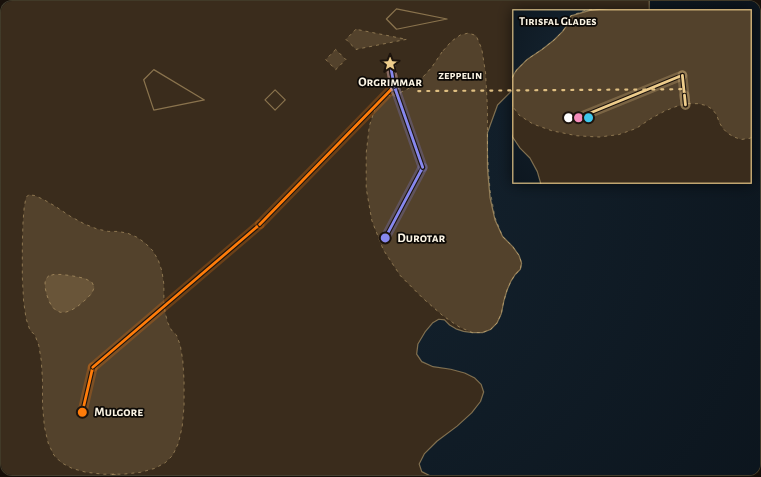 Tirisfal Glades
zeppelin
Orgrimmar
Durotar
Mulgore